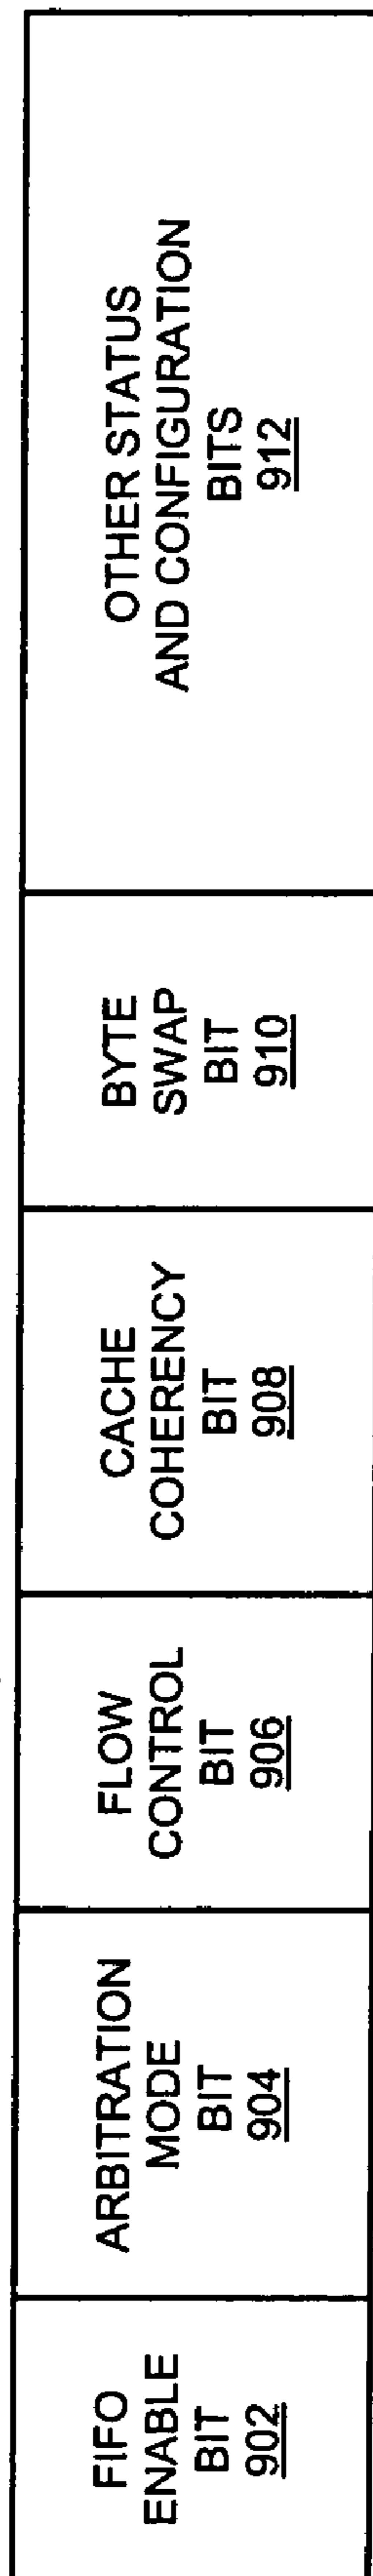 FIFO
ENABLE
BIT
902
ARBITRATION
MODE
BIT
904
FLOW
CONTROL
BIT
906
CACHE
COHERENCY
BIT
908
BYTE
SWAP
BIT
910
OTHER STATUS
AND CONFIGURATION
BITS
912